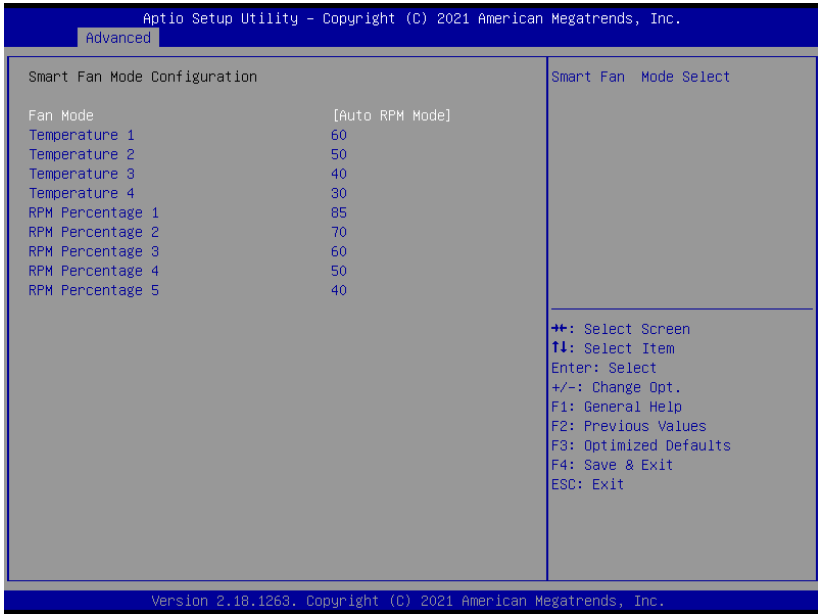 Aptio Setup Utility – Copyright (C) 2021 American Megatrends, Inc.
Advanced
Smart Fan Mode Configuration
Fan Mode [Auto RPM Mode]
Temperature 1 60
Temperature 2 50
Temperature 3 40
Temperature 4 30
RPM Percentage 1 85
RPM Percentage 2 70
RPM Percentage 3 60
RPM Percentage 4 50
RPM Percentage 5 40
Smart Fan Mode Select
→←: Select Screen
↑↓: Select Item
Enter: Select
+/-: Change Opt.
F1: General Help
F2: Previous Values
F3: Optimized Defaults
F4: Save & Exit
ESC: Exit
Version 2.18.1263. Copyright (C) 2021 American Megatrends, Inc.